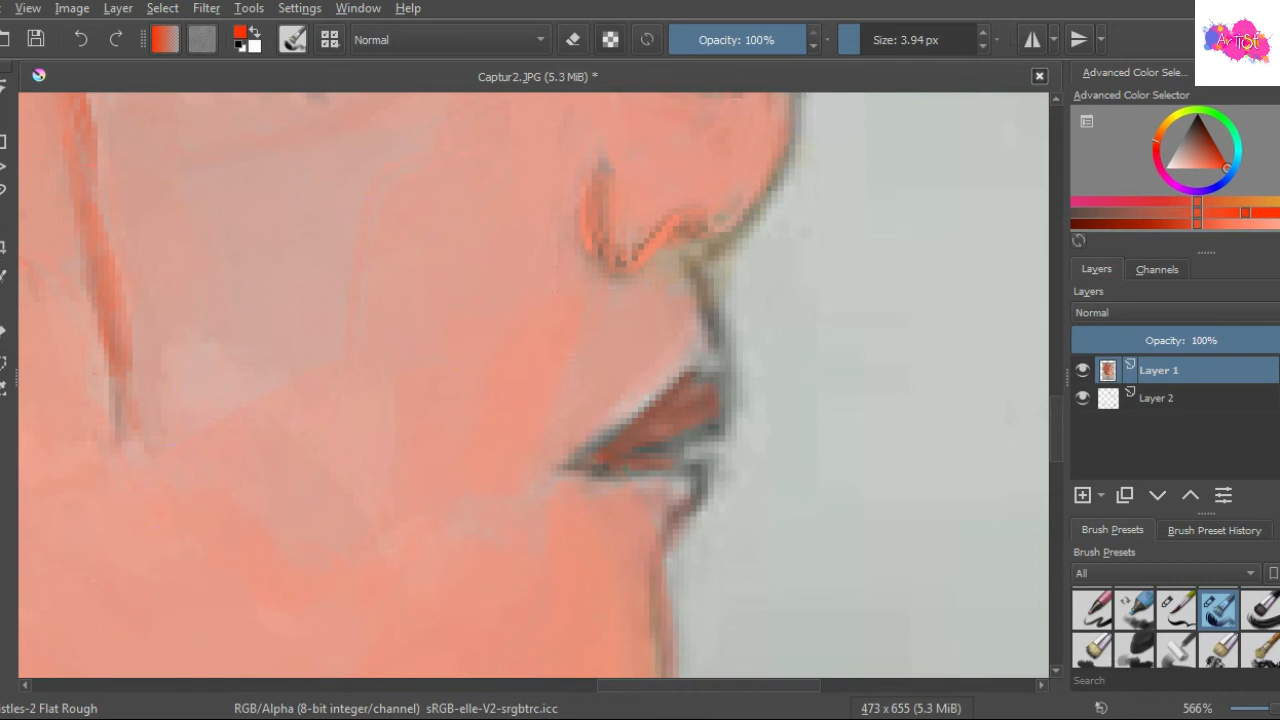 View Image Layer Select Filter Tools Settings Window Help
Normal Opacity: 100% Size: 3.94 px
ArTiSt
Captur2.JPG (5.3 MiB) *
Advanced Color Sele...
Advanced Color Selector
Layers Channels
Layers
Normal
Opacity: 100%
Layer 1
Layer 2
Brush Presets Brush Preset History
Brush Presets
All
Search
stles-2 Flat Rough RGB/Alpha (8-bit integer/channel) sRGB-elle-V2-srgbtrc.icc 473 x 655 (5.3 MiB) 566%